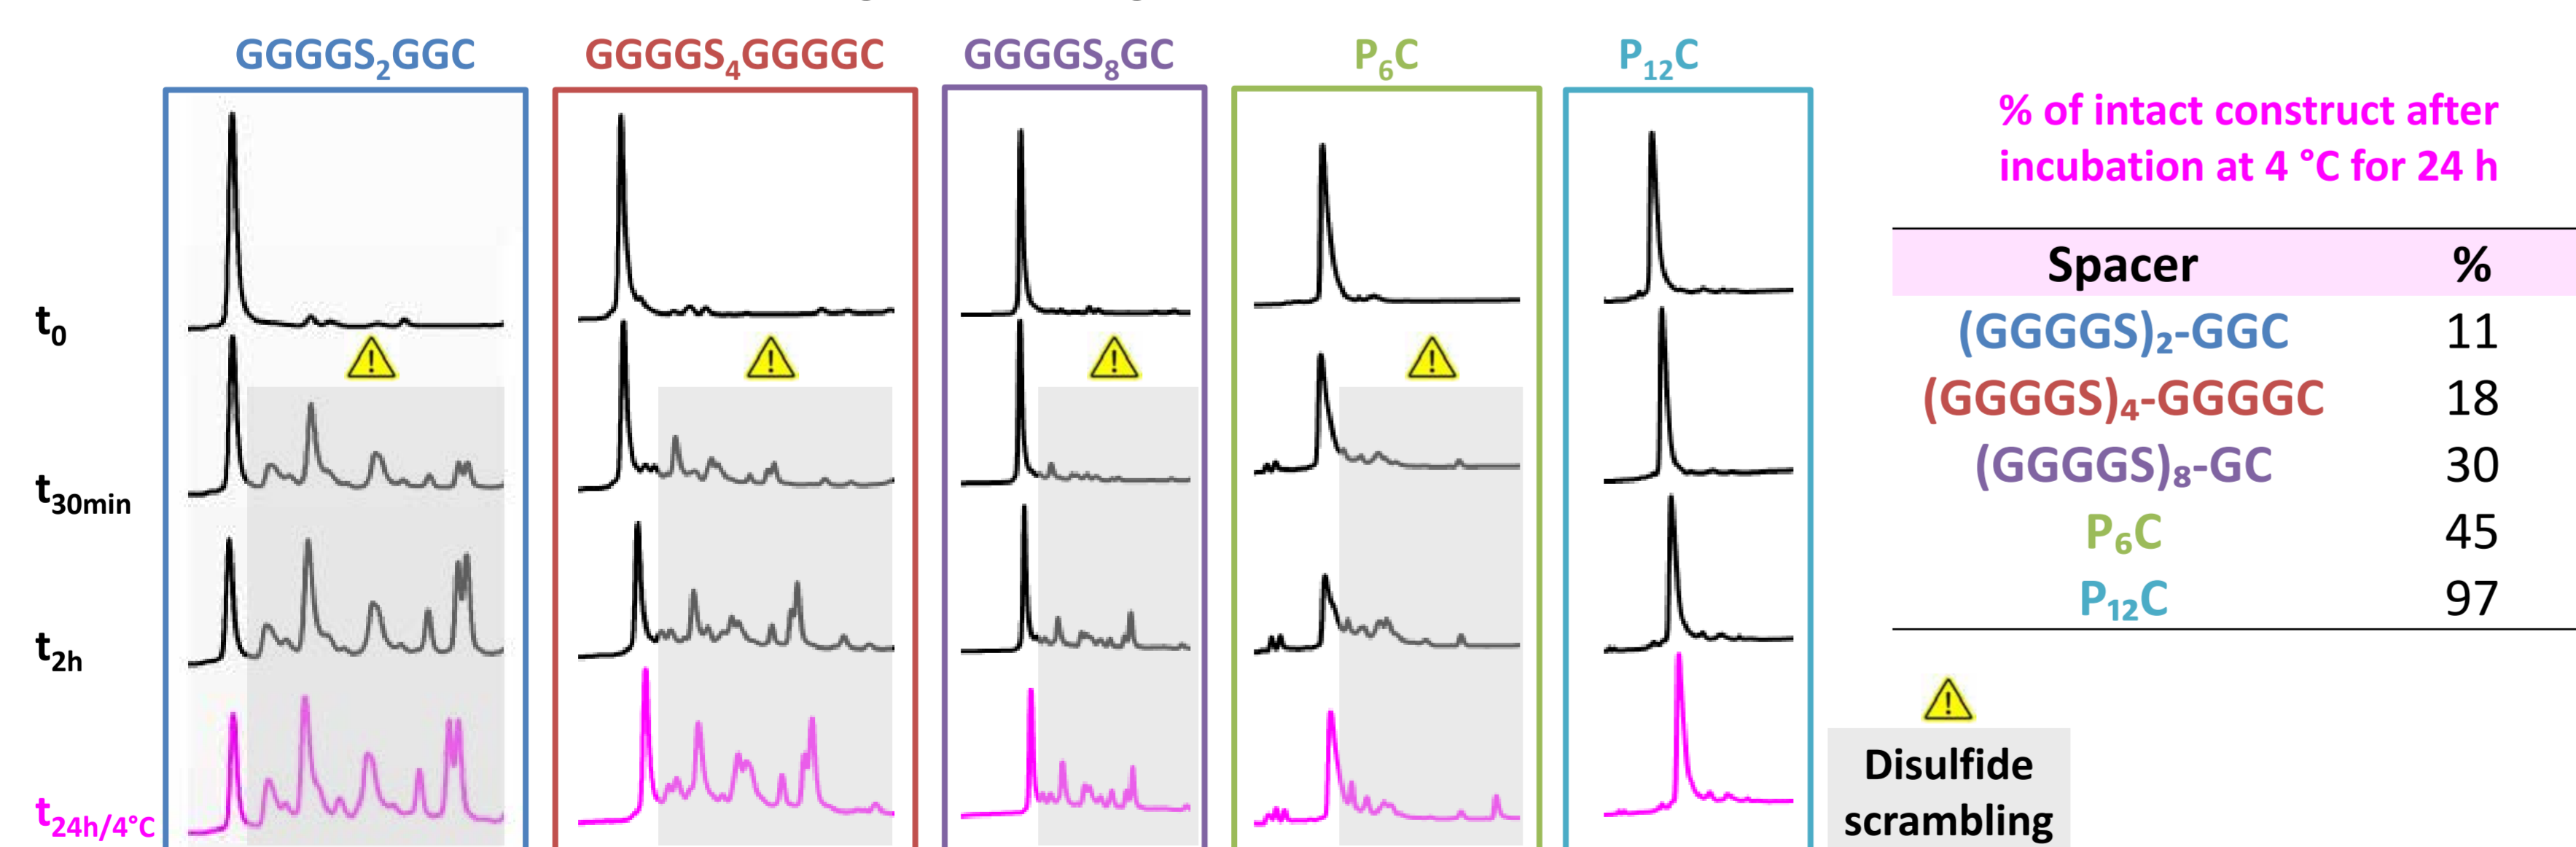 GGGGS₂GGC GGGGS₄GGGGC GGGGS₈GC P₆C P₁₂C
t₀
t₃₀min
t₂h
t₂₄h/₄°C
% of intact construct after
incubation at 4 °C for 24 h
Spacer %
(GGGGS)₂-GGC 11
(GGGGS)₄-GGGGC 18
(GGGGS)₈-GC 30
P₆C 45
P₁₂C 97
Disulfide
scrambling